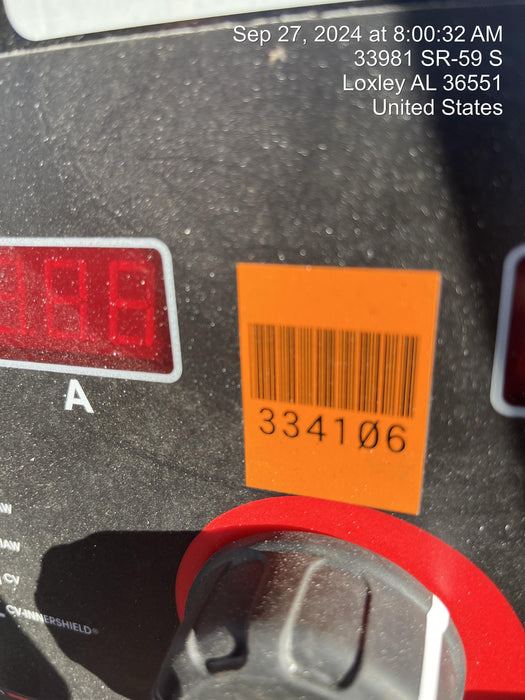 Sep 27, 2024 at 8:00:32 AM
33981 SR-59 S
Loxley AL 36551
United States
A
334106
CV
CV-INNERSHIELD®